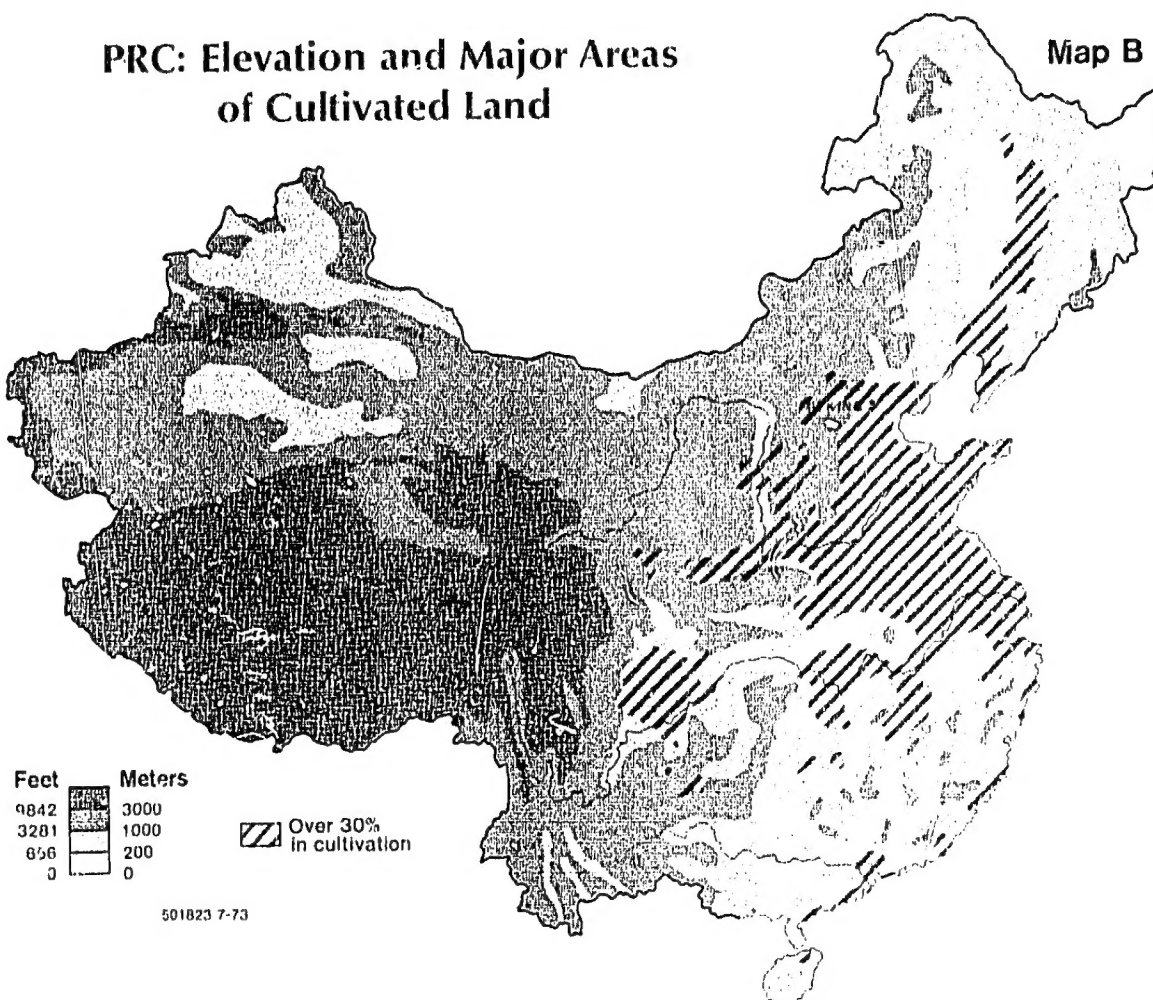 PRC: Elevation and Major Areas
of Cultivated Land
Map B
Feet Meters
9842 3000
3281 1000
656 200
0 0
Over 30%
in cultivation
501823 7-73